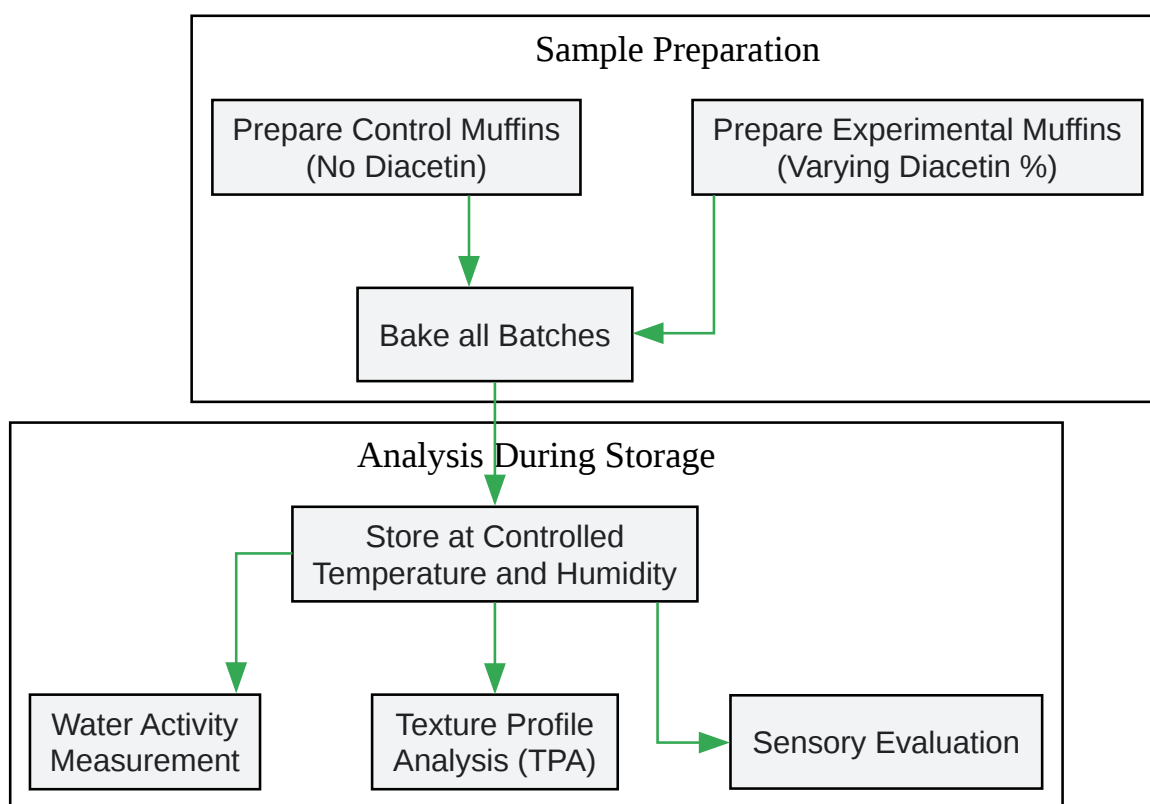 Sample Preparation
Prepare Control Muffins
(No Diacetin)
Prepare Experimental Muffins
(Varying Diacetin %)
Bake all Batches
Analysis During Storage
Store at Controlled
Temperature and Humidity
Water Activity
Measurement
Texture Profile
Analysis (TPA)
Sensory Evaluation